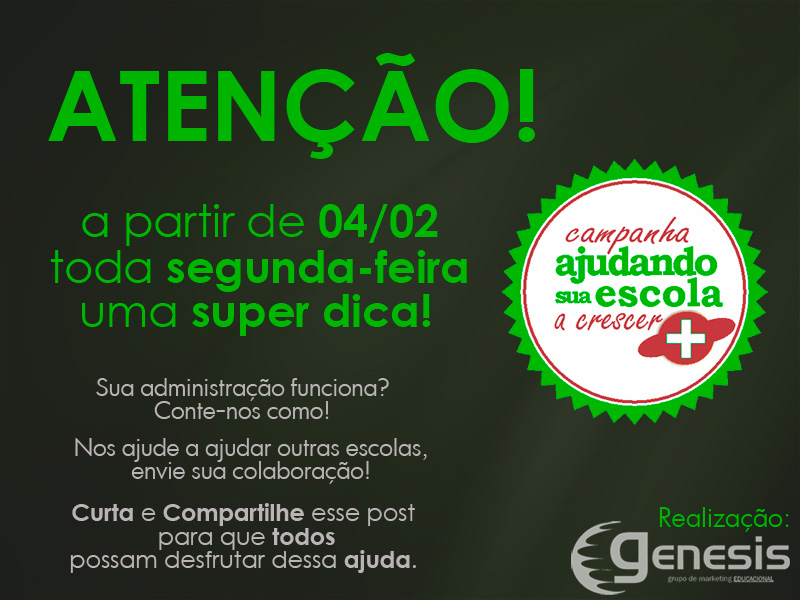 ATENÇÃO!
a partir de 04/02
toda segunda-feira
uma super dica!
campanha
ajudando
sua escola
a crescer
Sua administração funciona?
Conte-nos como!
Nos ajude a ajudar outras escolas,
envie sua colaboração!
Curta e Compartilhe esse post
para que todos
possam desfrutar dessa ajuda.
Realização:
genesis
grupo de marketing EDUCACIONAL